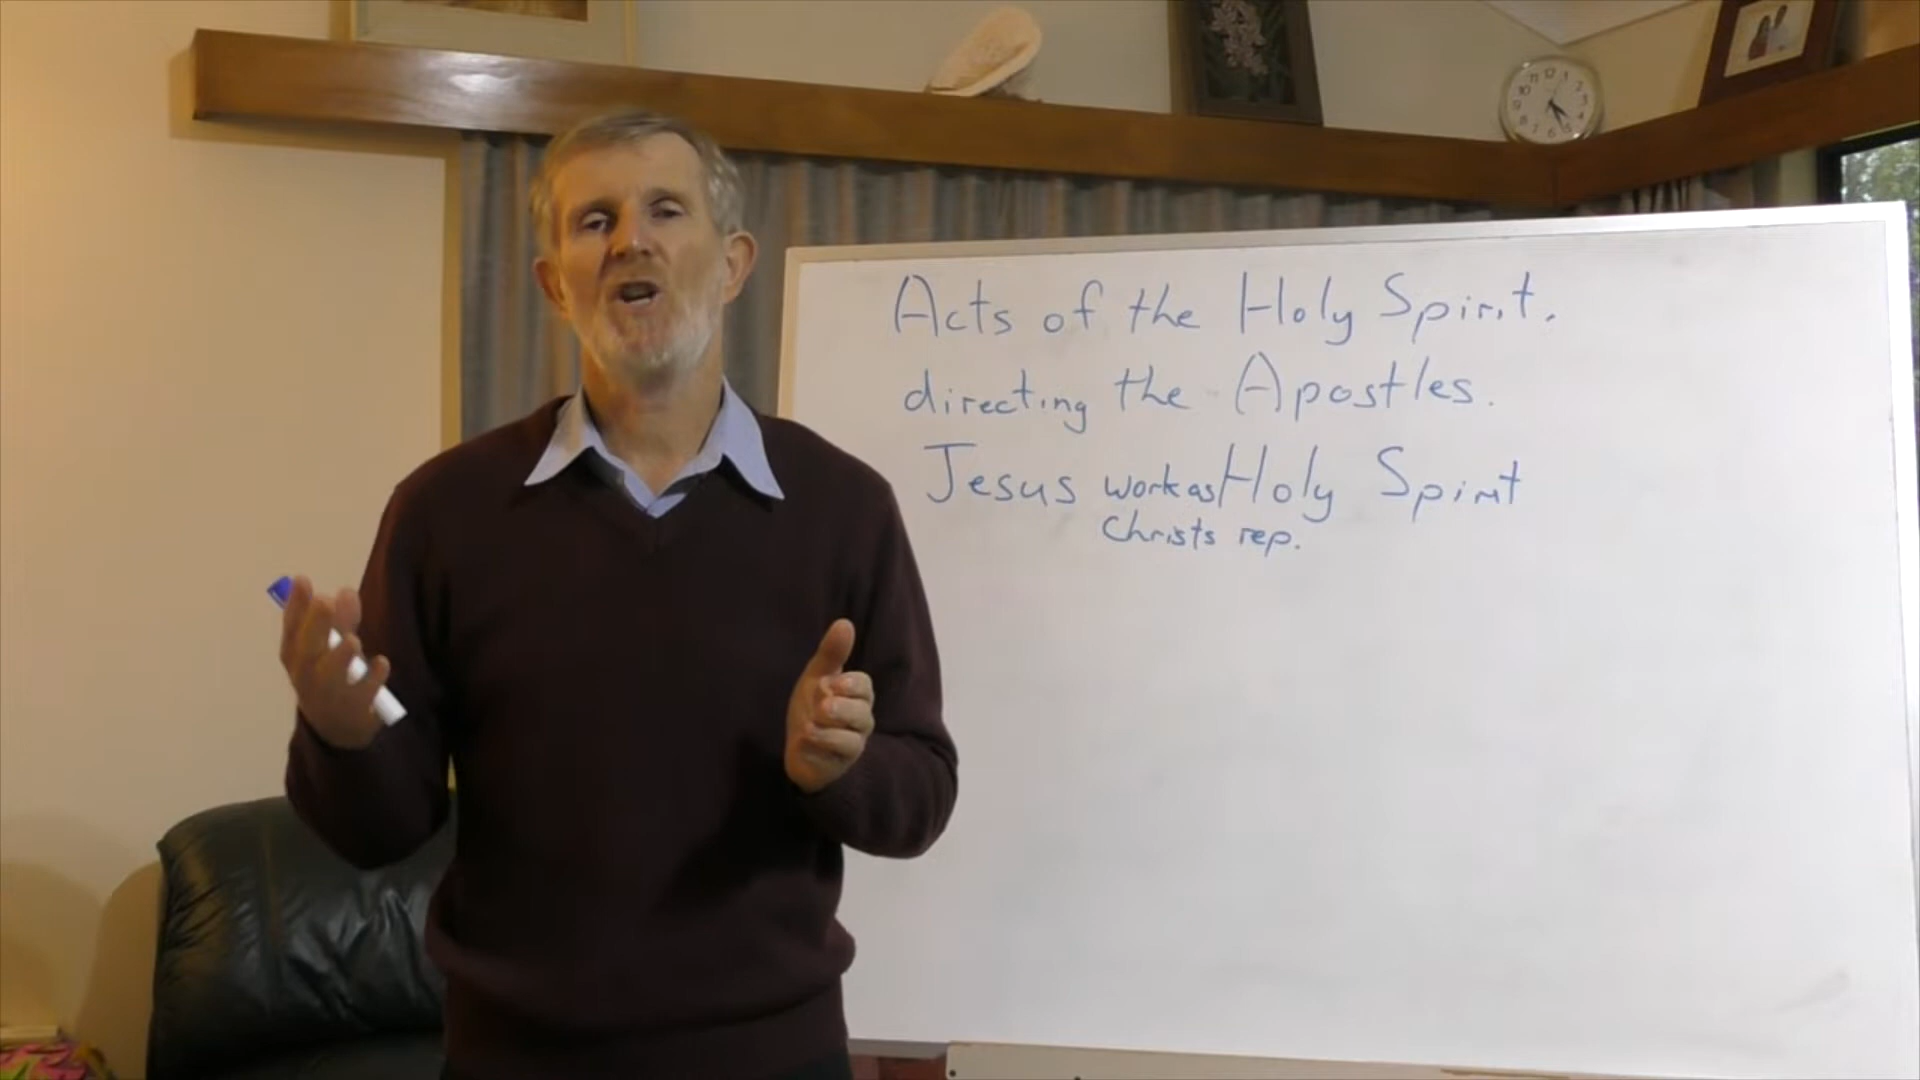 Acts of the Holy Spirit.
directing the Apostles.
Jesus work as Holy Spirit
Christs rep.